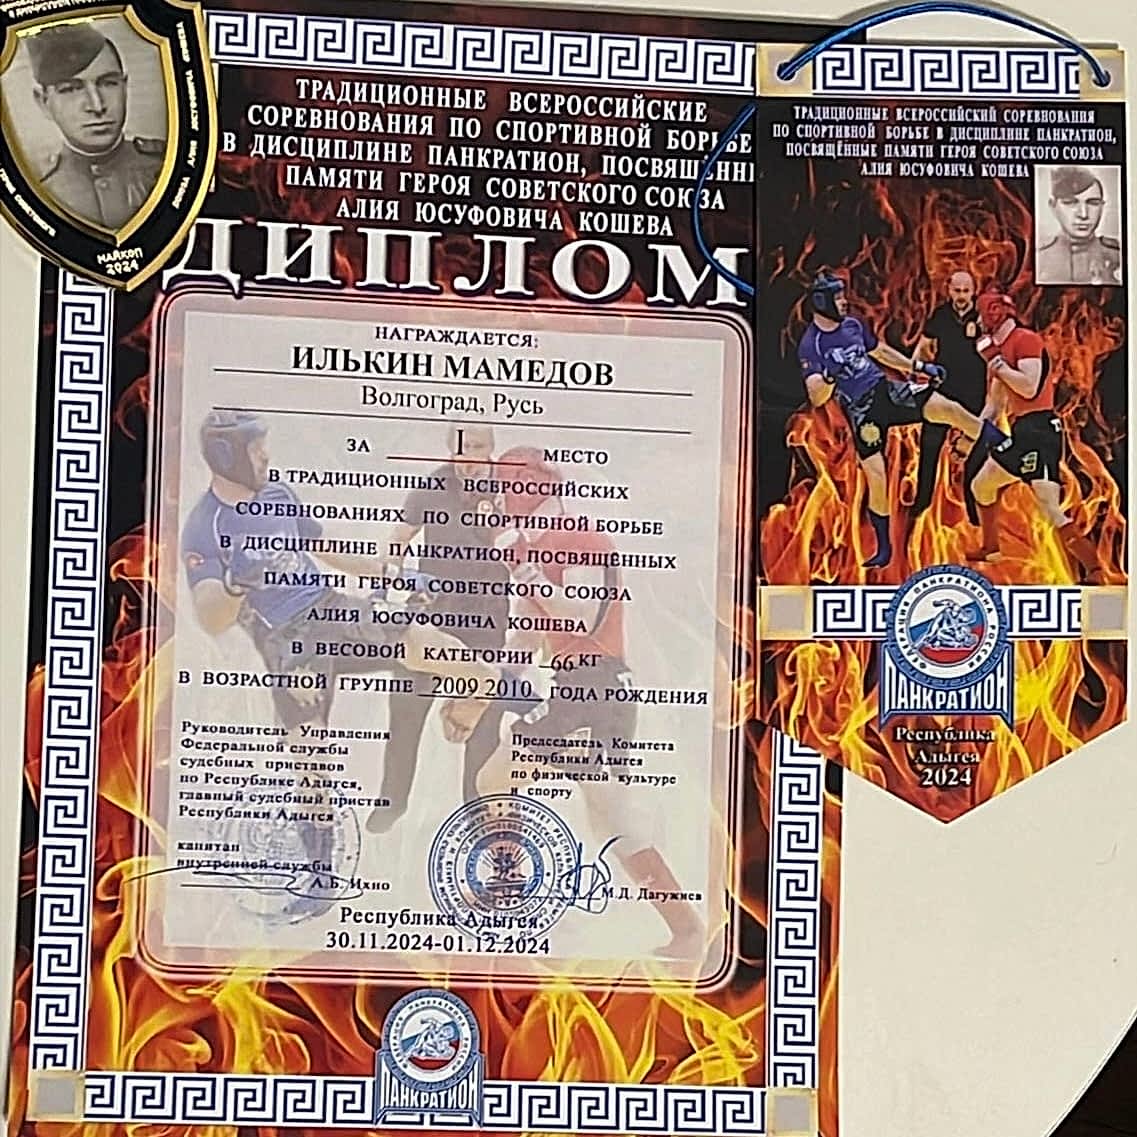 ТРАДИЦИОННЫЕ ВСЕРОССИЙСКИЕ
СОРЕВНОВАНИЯ ПО СПОРТИВНОЙ БОРЬБЕ
В ДИСЦИПЛИНЕ ПАНКРАТИОН,
ПАМЯТИ ГЕРОЯ СОВЕТСКОГО СОЮЗА
АЛИЯ ЮСУФОВИЧА КОШЕВА
ДИПЛОМ
НАГРАЖДАЕТСЯ:
ИЛЬКИН МАМЕДОВ
Волгоград, Русь
ЗА I МЕСТО
В ТРАДИЦИОННЫХ ВСЕРОССИЙСКИХ
СОРЕВНОВАНИЯХ ПО СПОРТИВНОЙ БОРЬБЕ
В ДИСЦИПЛИНЕ ПАНКРАТИОН, ПОСВЯЩЁННЫХ
ПАМЯТИ ГЕРОЯ СОВЕТСКОГО СОЮЗА
АЛИЯ ЮСУФОВИЧА КОШЕВА
В ВЕСОВОЙ КАТЕГОРИИ 66 КГ
В ВОЗРАСТНОЙ ГРУППЕ 2009 2010 ГОДА РОЖДЕНИЯ
Руководитель Управления
Федеральной службы
судебных приставов
по Республике Адыгея,
главный судебный пристав
Республики Адыгея
капитан
внутренней службы
А.Б. Ихно
Председатель Комитета
Республики Адыгея
по физической культуре
и спорту
М.Д. Дагужиев
Республика Адыгея,
30.11.2024-01.12.2024
ПАНКРАТИОН
МАЙКОП
2024
ТРАДИЦИОННЫЕ ВСЕРОССИЙСКИЙ СОРЕВНОВАНИЯ
ПО СПОРТИВНОЙ БОРЬБЕ В ДИСЦИПЛИНЕ ПАНКРАТИОН,
ПОСВЯЩЁННЫЕ ПАМЯТИ ГЕРОЯ СОВЕТСКОГО СОЮЗА
АЛИЯ ЮСУФОВИЧА КОШЕВА
ФЕДЕРАЦИЯ ПАНКРАТИОНА РОССИИ
ПАНКРАТИОН
Республика
Адыгея
2024